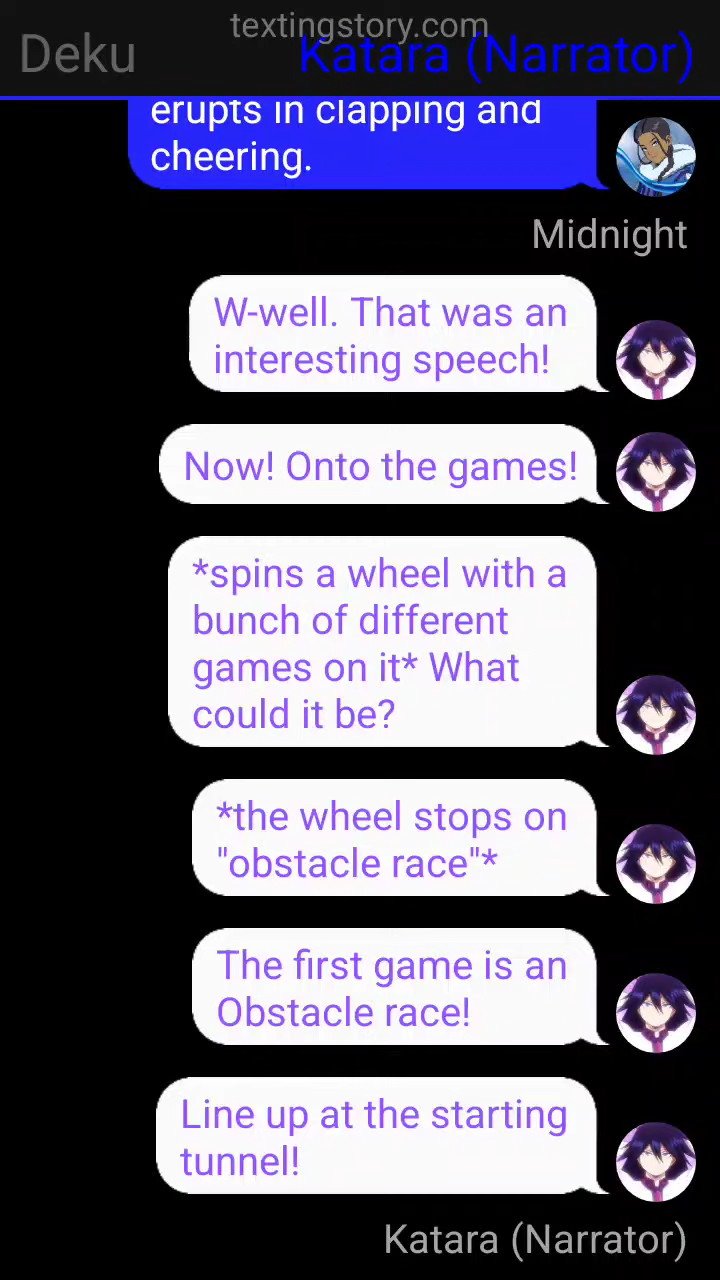 textingstory.com
Deku
Katara (Narrator)
erupts in clapping and
cheering.
Midnight
W-well. That was an
interesting speech!
Now! Onto the games!
*spins a wheel with a
bunch of different
games on it* What
could it be?
*the wheel stops on
"obstacle race"*
The first game is an
Obstacle race!
Line up at the starting
tunnel!
Katara (Narrator)